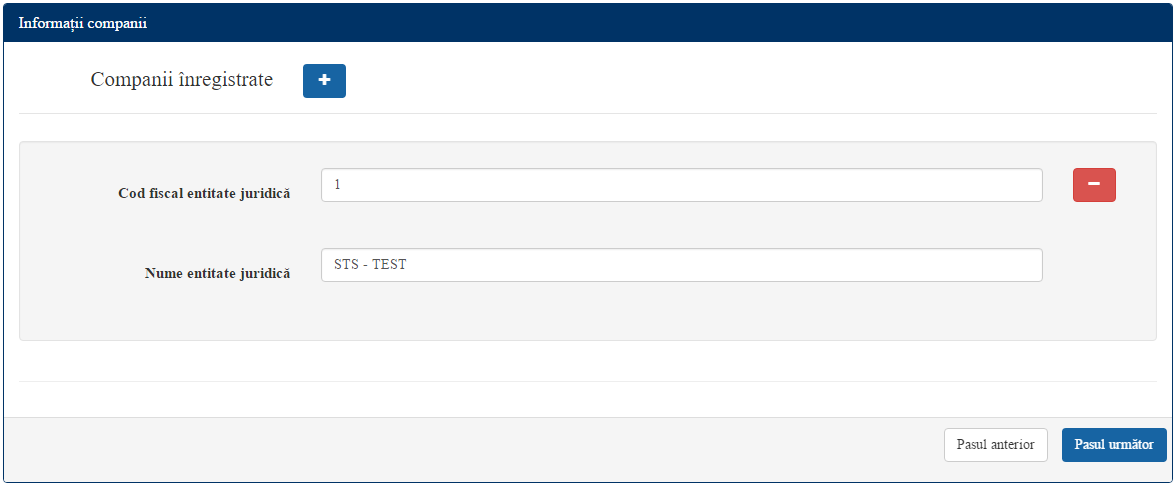 Informații companii
Companii înregistrate
Cod fiscal entitate juridică
1
Nume entitate juridică
STS - TEST
Pasul anterior
Pasul următor